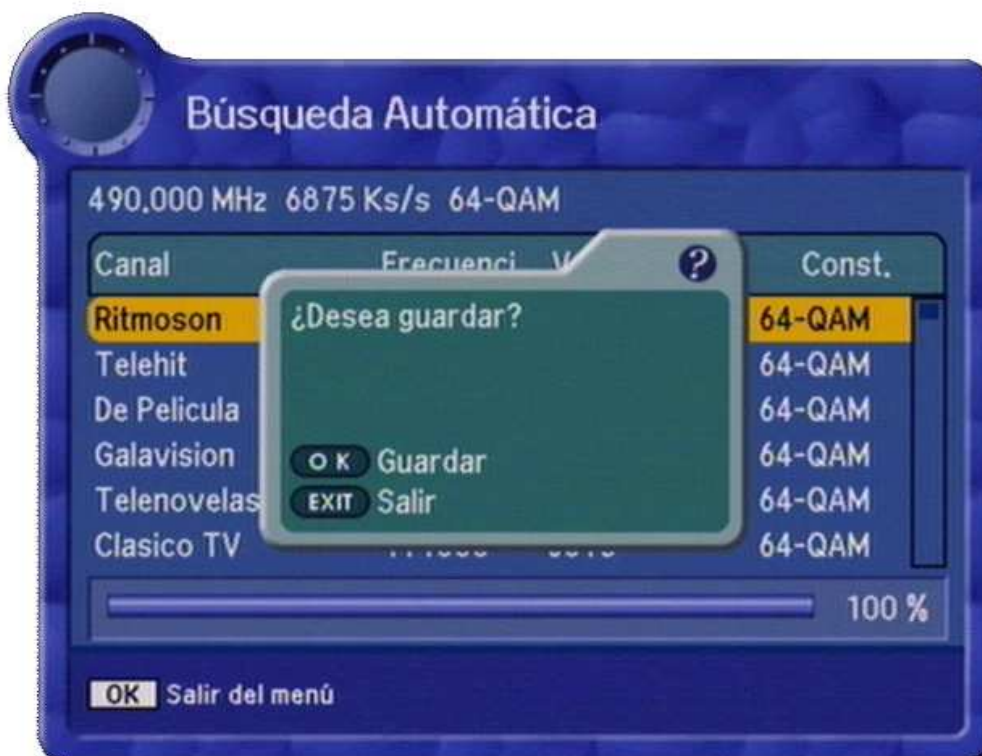 Búsqueda Automática
490.000 MHz 6875 Ks/s 64-QAM
Canal Frecuenci Const.
Ritmoson 64-QAM
Telehit 64-QAM
De Pelicula 64-QAM
Galavision 64-QAM
Telenovelas 64-QAM
Clasico TV 64-QAM
?
¿Desea guardar?
OK Guardar
EXIT Salir
100 %
OK Salir del menú